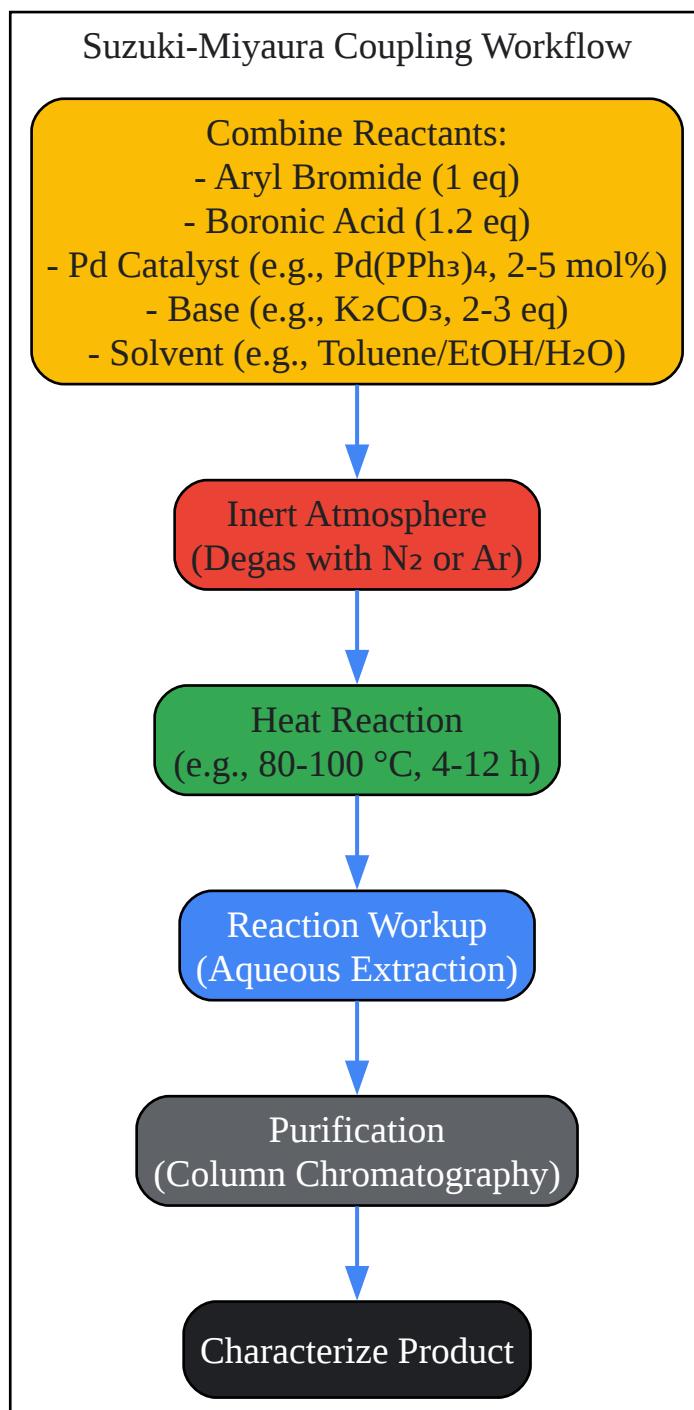 Suzuki-Miyaura Coupling Workflow
Combine Reactants:
- Aryl Bromide (1 eq)
- Boronic Acid (1.2 eq)
- Pd Catalyst (e.g., Pd(PPh₃)₄, 2-5 mol%)
- Base (e.g., K₂CO₃, 2-3 eq)
- Solvent (e.g., Toluene/EtOH/H₂O)
Inert Atmosphere
(Degas with N₂ or Ar)
Heat Reaction
(e.g., 80-100 °C, 4-12 h)
Reaction Workup
(Aqueous Extraction)
Purification
(Column Chromatography)
Characterize Product